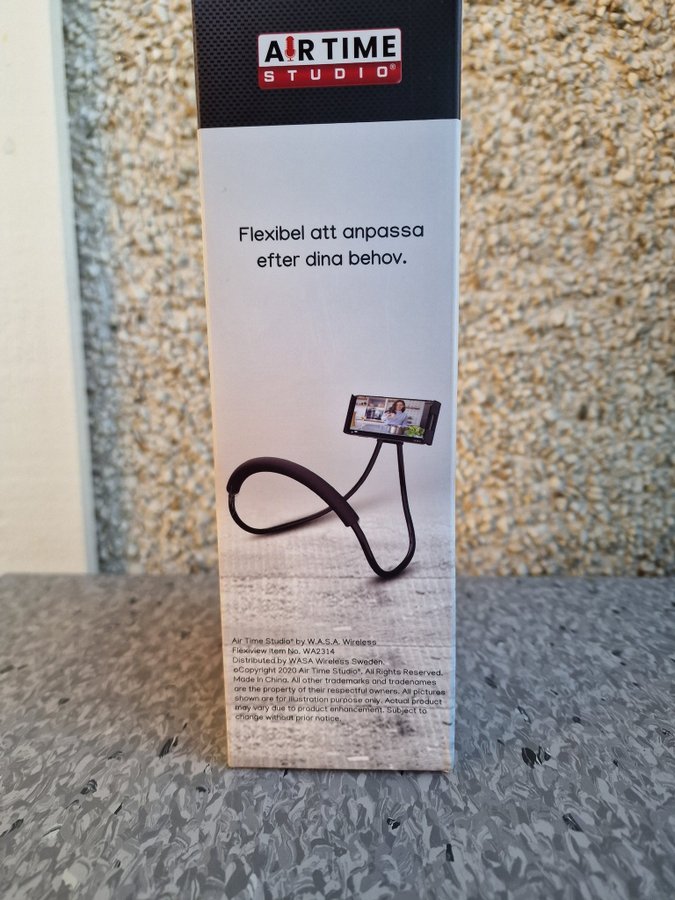 AIRTIME
STUDIO®
Flexibel att anpassa
efter dina behov.
Air Time Studio® by W.A.S.A. Wireless
Flexiview Item No. WA2314
Distributed by WASA Wireless Sweden.
©Copyright 2020 Air Time Studio®. All Rights Reserved.
Made in China. All other trademarks and tradenames
are the property of their respectful owners. All pictures
shown are for illustration purpose only. Actual product
may vary due to product enhancement. Subject to
change without prior notice.